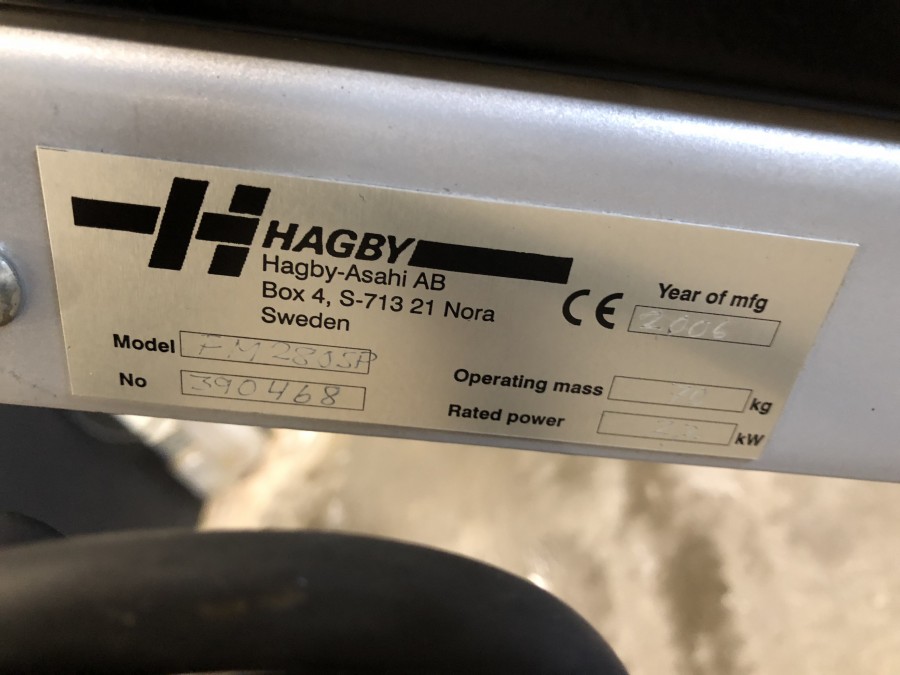 HAGBY
Hagby-Asahi AB
Box 4, S-713 21 Nora
Sweden
CE
Year of mfg
2006
Model
No 390468
Operating mass kg
Rated power kW